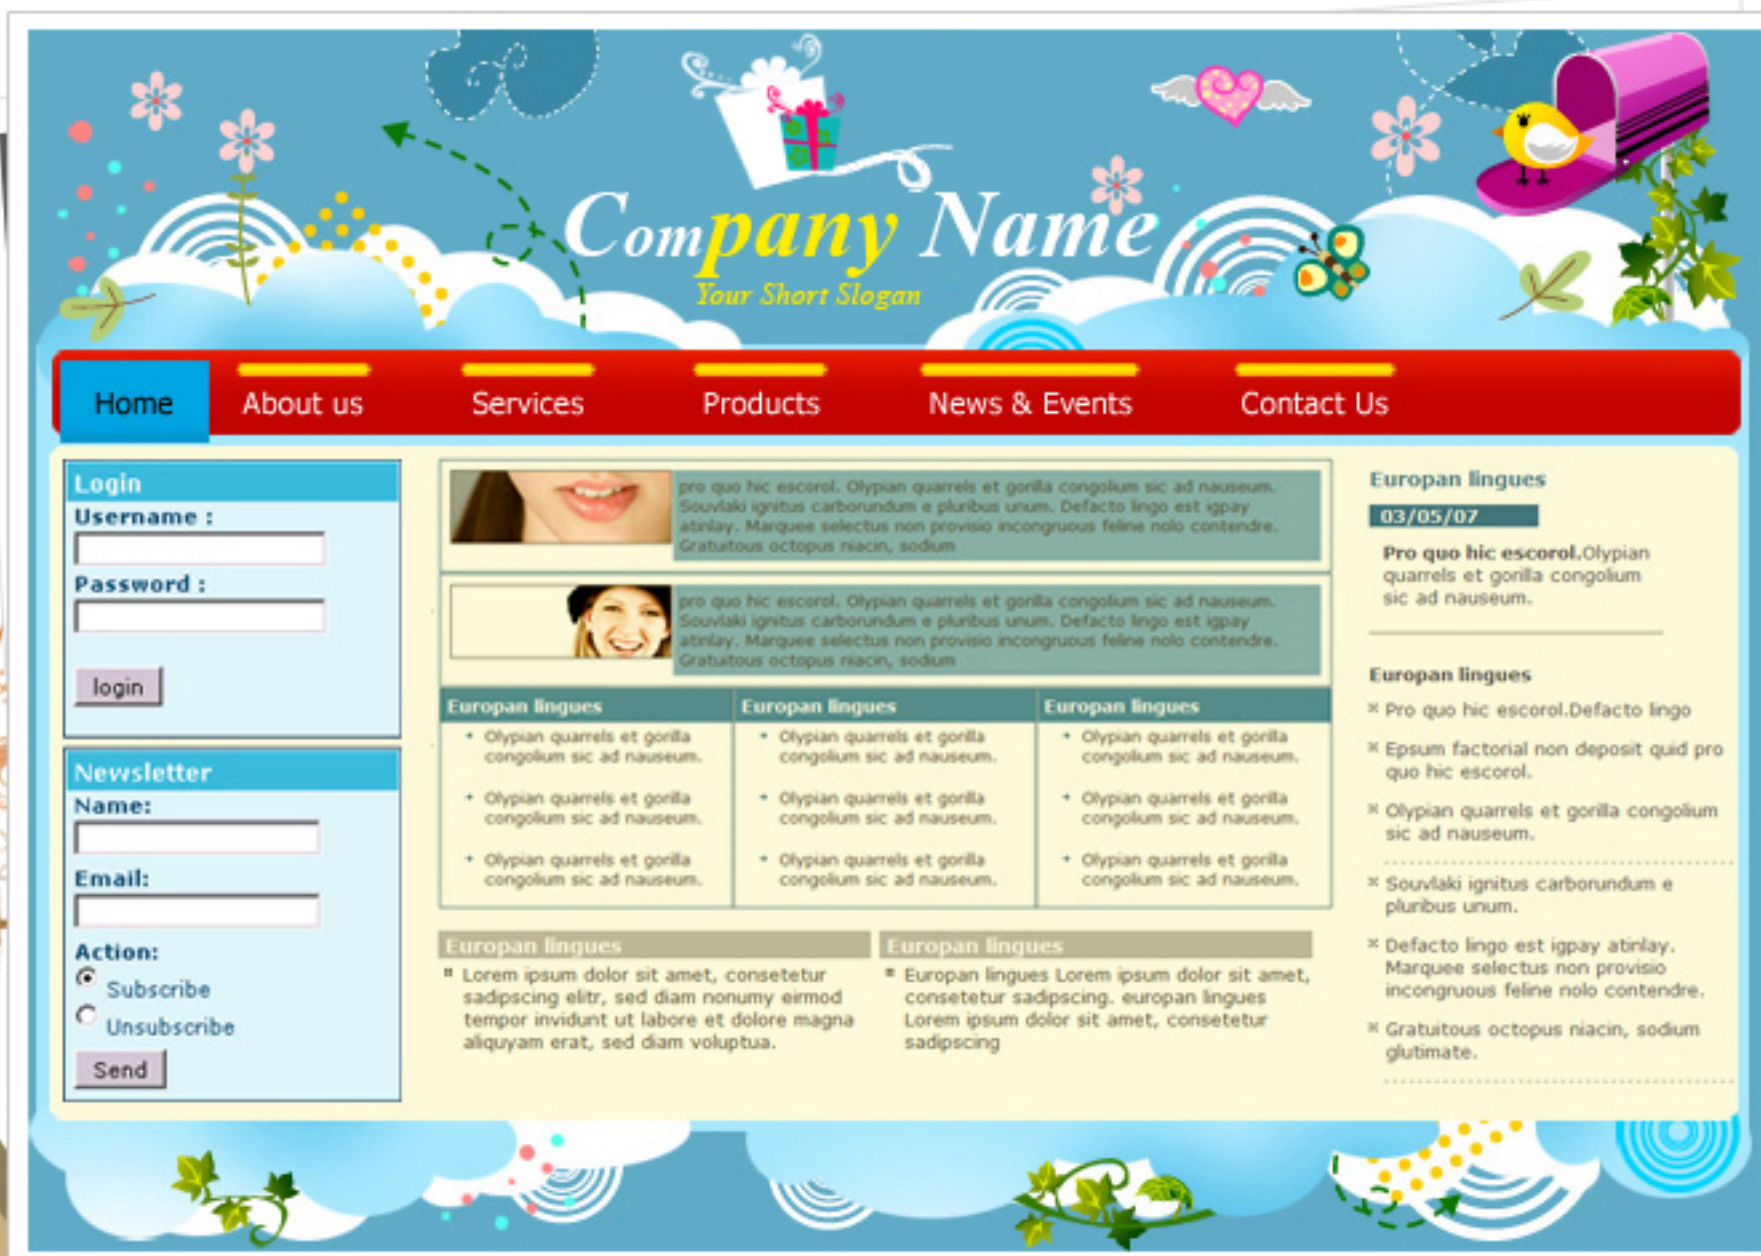 Company Name
Your Short Slogan
Home About us Services Products News & Events Contact Us
Login
Username :
Password :
login
Newsletter
Name:
Email:
Action:
Subscribe
Unsubscribe
Send
pro quo hic escorol. Olypian quarrels et gorilla congolium sic ad nauseum.
Souvlaki ignitus carborundum e pluribus unum. Defacto lingo est igpay
atinlay. Marquee selectus non provisio incongruous feline nolo contendre.
Gratuitous octopus niacin, sodium
pro quo hic escorol. Olypian quarrels et gorilla congolium sic ad nauseum.
Souvlaki ignitus carborundum e pluribus unum. Defacto lingo est igpay
atinlay. Marquee selectus non provisio incongruous feline nolo contendre.
Gratuitous octopus niacin, sodium
Europan lingues
Olypian quarrels et gorilla
congolium sic ad nauseum.
Olypian quarrels et gorilla
congolium sic ad nauseum.
Olypian quarrels et gorilla
congolium sic ad nauseum.
Europan lingues
Olypian quarrels et gorilla
congolium sic ad nauseum.
Olypian quarrels et gorilla
congolium sic ad nauseum.
Olypian quarrels et gorilla
congolium sic ad nauseum.
Europan lingues
Olypian quarrels et gorilla
congolium sic ad nauseum.
Olypian quarrels et gorilla
congolium sic ad nauseum.
Olypian quarrels et gorilla
congolium sic ad nauseum.
Europan lingues
Lorem ipsum dolor sit amet, consetetur
sadipscing elitr, sed diam nonumy eirmod
tempor invidunt ut labore et dolore magna
aliquyam erat, sed diam voluptua.
Europan lingues
Europan lingues Lorem ipsum dolor sit amet,
consetetur sadipscing. europan lingues
Lorem ipsum dolor sit amet, consetetur
sadipscing
Europan lingues
03/05/07
Pro quo hic escorol.Olypian
quarrels et gorilla congolium
sic ad nauseum.
Europan lingues
Pro quo hic escorol.Defacto lingo
Epsum factorial non deposit quid pro
quo hic escorol.
Olypian quarrels et gorilla congolium
sic ad nauseum.
Souvlaki ignitus carborundum e
pluribus unum.
Defacto lingo est igpay atinlay.
Marquee selectus non provisio
incongruous feline nolo contendre.
Gratuitous octopus niacin, sodium
glutimate.